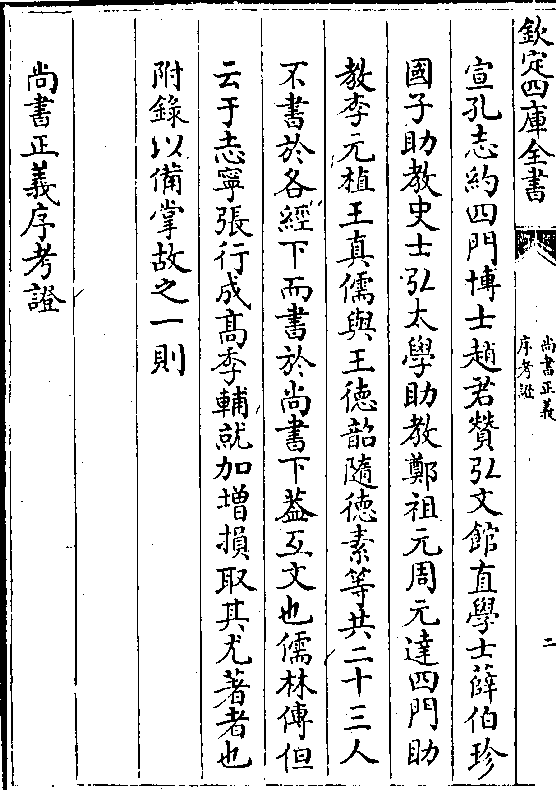 欽定四庫全書
尚書正義
序考證
二
宣孔志約四門博士趙君贊弘文館直學士薛伯珍
國子助教史士弘太學助教鄭祖元周元達四門助
教李元植王真儒與王德韶隨德素等共二十三人
不書於各經下而書於尚書下葢互文也儒林傳但
云于志寧張行成髙季輔就加增損取其尤著者也
附錄以備掌故之一則
尚書正義序考證